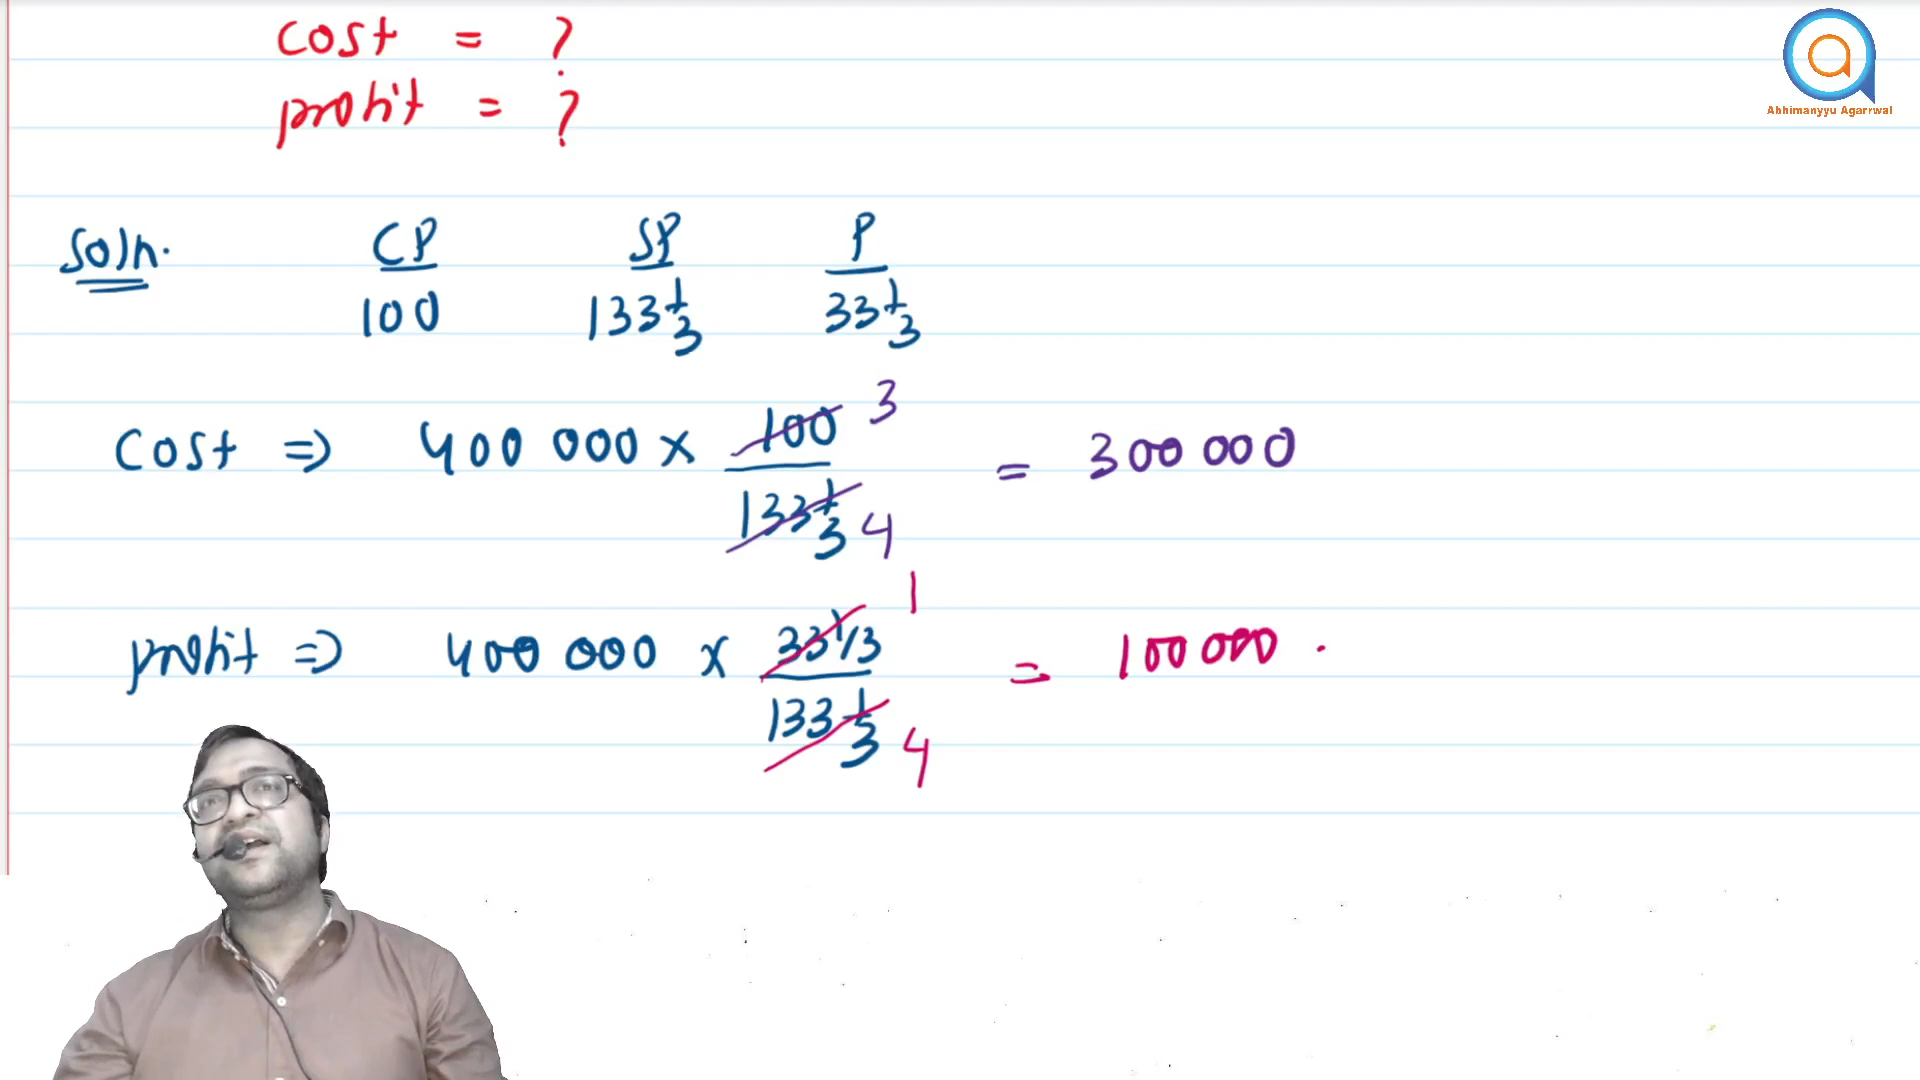 cost = ?
profit = ?
Abhimanyyu Agarrwal
Soln.
CP SP P
100 133 1/3 33 1/3
Cost ⇒ 400 000 x 100/133 1/3 3/4 = 300 000
profit ⇒ 400 000 x 33 1/3/133 1/3 1/4 = 100 000 .